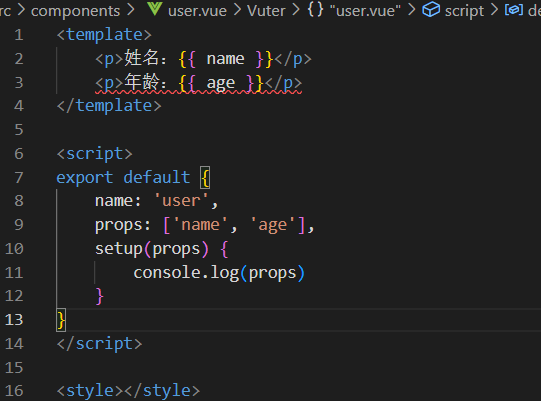 rc > components > user.vue > Vuter > {} "user.vue" > script > de
1 <template>
2 <p>姓名：{{ name }}</p>
3 <p>年龄：{{ age }}</p>
4 </template>
5
6 <script>
7 export default {
8 name: 'user',
9 props: ['name', 'age'],
10 setup(props) {
11 console.log(props)
12 }
13 }
14 </script>
15
16 <style></style>